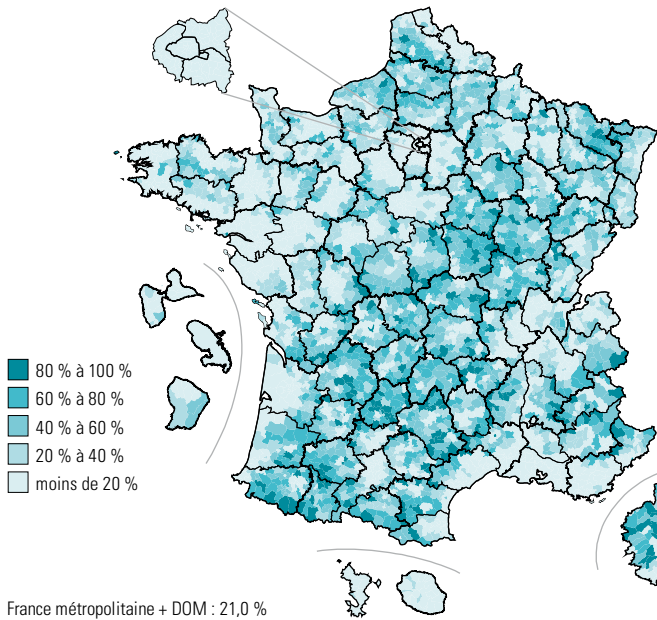 80 % à 100 %
60 % à 80 %
40 % à 60 %
20 % à 40 %
moins de 20 %
France métropolitaine + DOM : 21,0 %